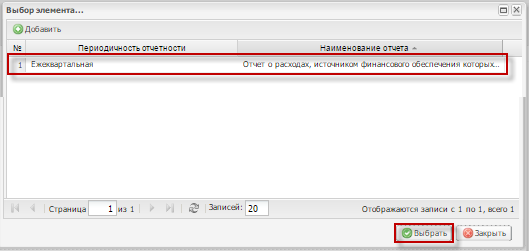 Выбор элемента...
Добавить
№ Периодичность отчетности Наименование отчета
1 Ежеквартальная Отчет о расходах, источником финансового обеспечения которых...
Страница 1 из 1 Записей: 20 Отображаются записи с 1 по 1, всего 1
Выбрать Закрыть